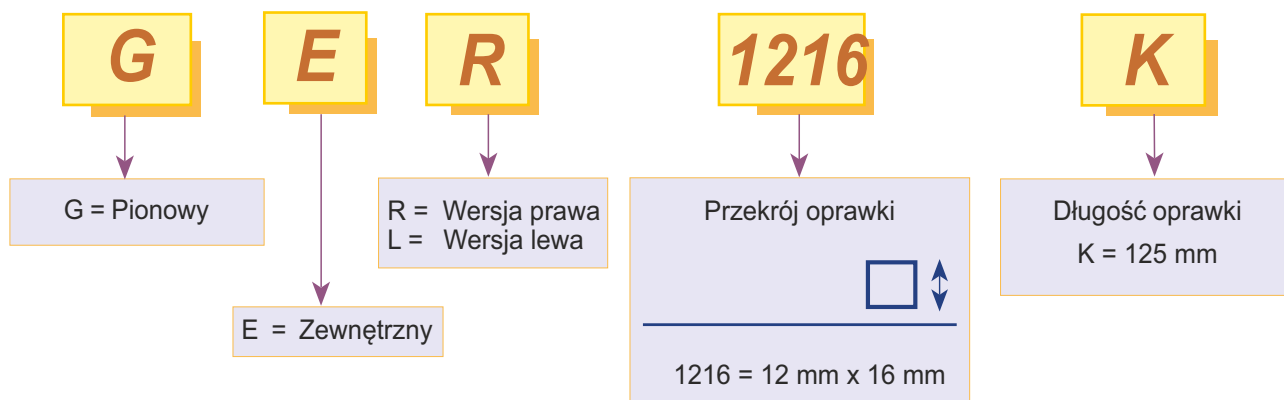 G E R 1216 K
G = Pionowy
E = Zewnętrzny
R = Wersja prawa
L = Wersja lewa
Przekrój oprawki
1216 = 12 mm x 16 mm
Długość oprawki
K = 125 mm